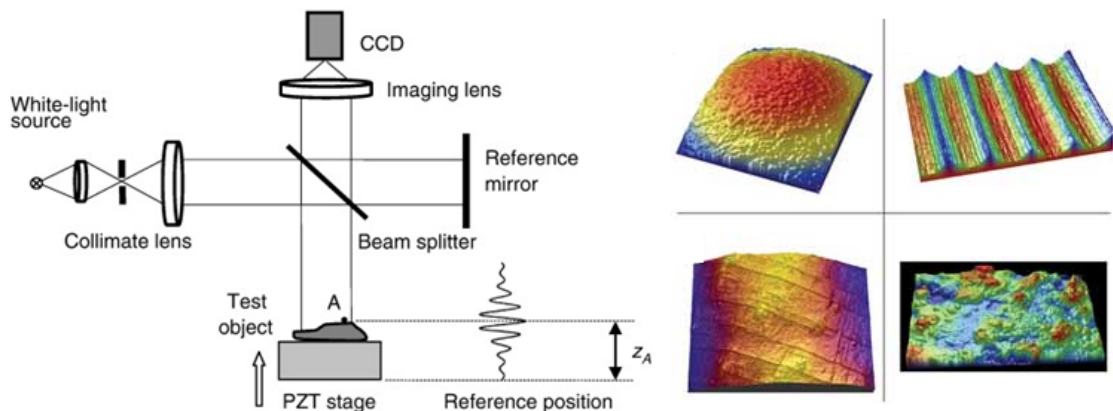 CCD
Imaging lens
White-light
source
Reference
mirror
Collimate lens
Beam splitter
Test
object
A
z_A
PZT stage
Reference position